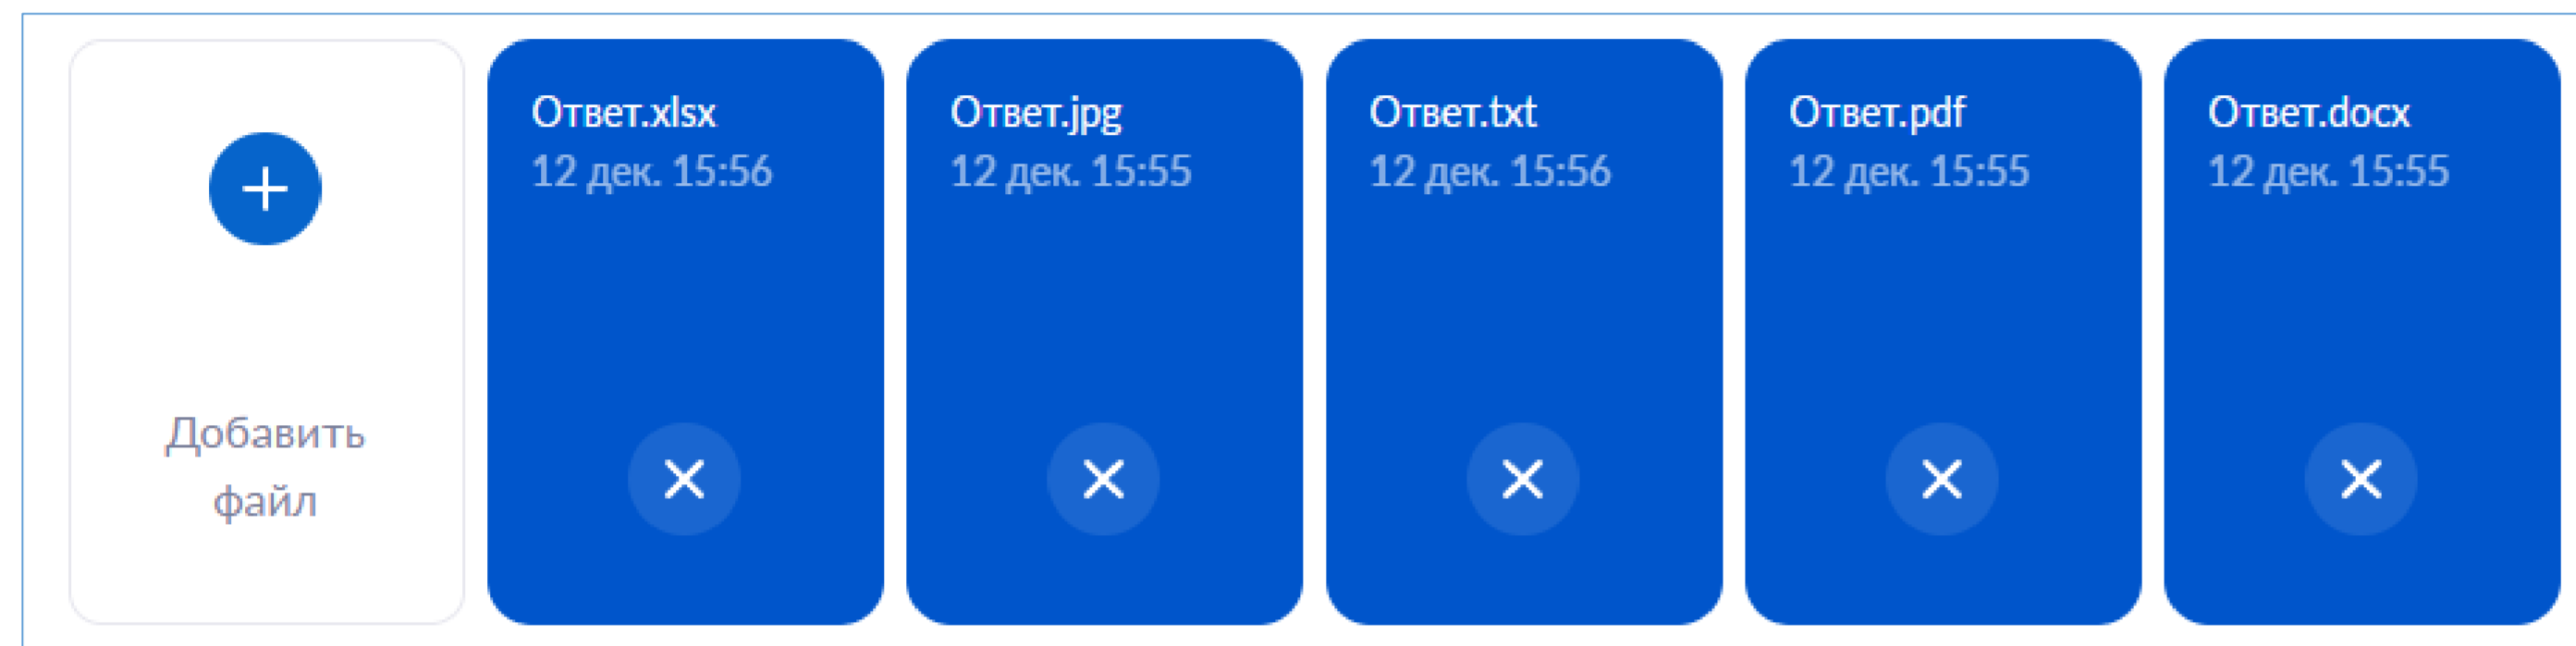 Добавить
файл
Ответ.xlsx
12 дек. 15:56
Ответ.jpg
12 дек. 15:55
Ответ.txt
12 дек. 15:56
Ответ.pdf
12 дек. 15:55
Ответ.docx
12 дек. 15:55